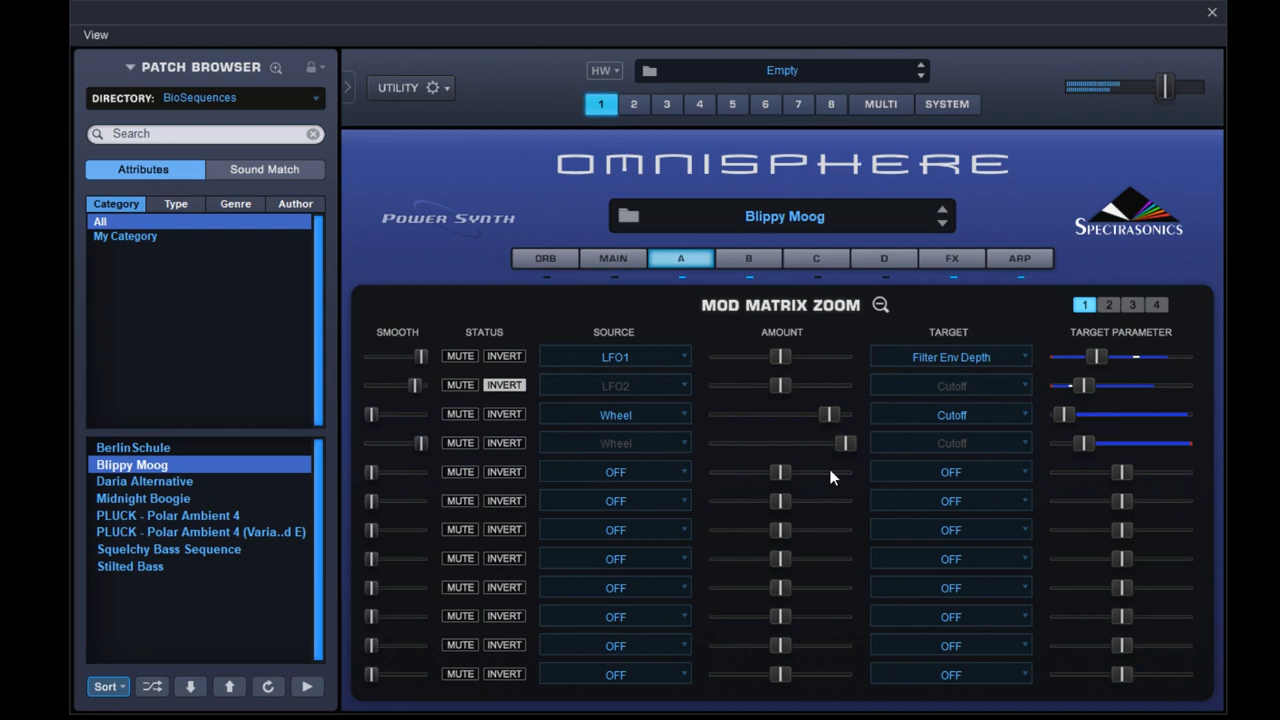 View
PATCH BROWSER
DIRECTORY: BioSequences
Search
Attributes Sound Match
Category Type Genre Author
All
My Category
BerlinSchule
Blippy Moog
Daria Alternative
Midnight Boogie
PLUCK - Polar Ambient 4
PLUCK - Polar Ambient 4 (Varia..d E)
Squelchy Bass Sequence
Stilted Bass
Sort
UTILITY
HW
Empty
1 2 3 4 5 6 7 8 MULTI SYSTEM
OMNISPHERE
POWER SYNTH
Blippy Moog
SPECTRASONICS
ORB MAIN A B C D FX ARP
MOD MATRIX ZOOM
1 2 3 4
SMOOTH STATUS SOURCE AMOUNT TARGET TARGET PARAMETER
MUTE INVERT LFO1 Filter Env Depth
MUTE INVERT LFO2 Cutoff
MUTE INVERT Wheel Cutoff
MUTE INVERT Wheel Cutoff
MUTE INVERT OFF OFF
MUTE INVERT OFF OFF
MUTE INVERT OFF OFF
MUTE INVERT OFF OFF
MUTE INVERT OFF OFF
MUTE INVERT OFF OFF
MUTE INVERT OFF OFF
MUTE INVERT OFF OFF